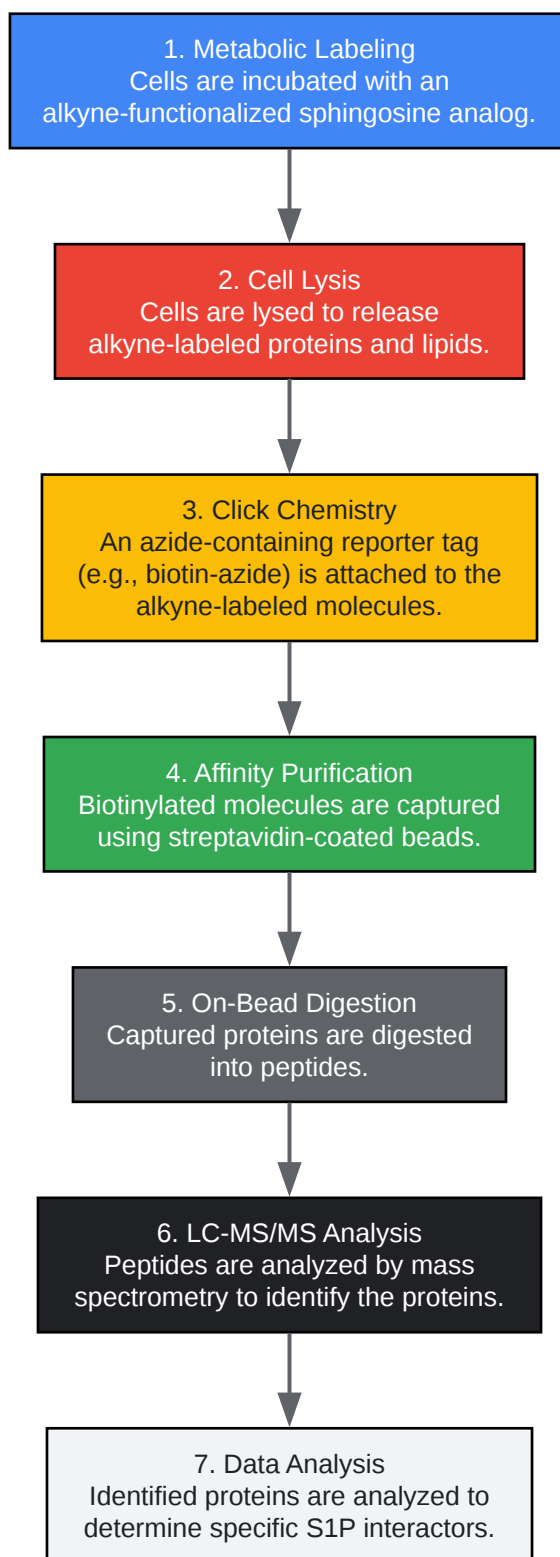 1. Metabolic Labeling
Cells are incubated with an
alkyne-functionalized sphingosine analog.
2. Cell Lysis
Cells are lysed to release
alkyne-labeled proteins and lipids.
3. Click Chemistry
An azide-containing reporter tag
(e.g., biotin-azide) is attached to the
alkyne-labeled molecules.
4. Affinity Purification
Biotinylated molecules are captured
using streptavidin-coated beads.
5. On-Bead Digestion
Captured proteins are digested
into peptides.
6. LC-MS/MS Analysis
Peptides are analyzed by mass
spectrometry to identify the proteins.
7. Data Analysis
Identified proteins are analyzed to
determine specific S1P interactors.